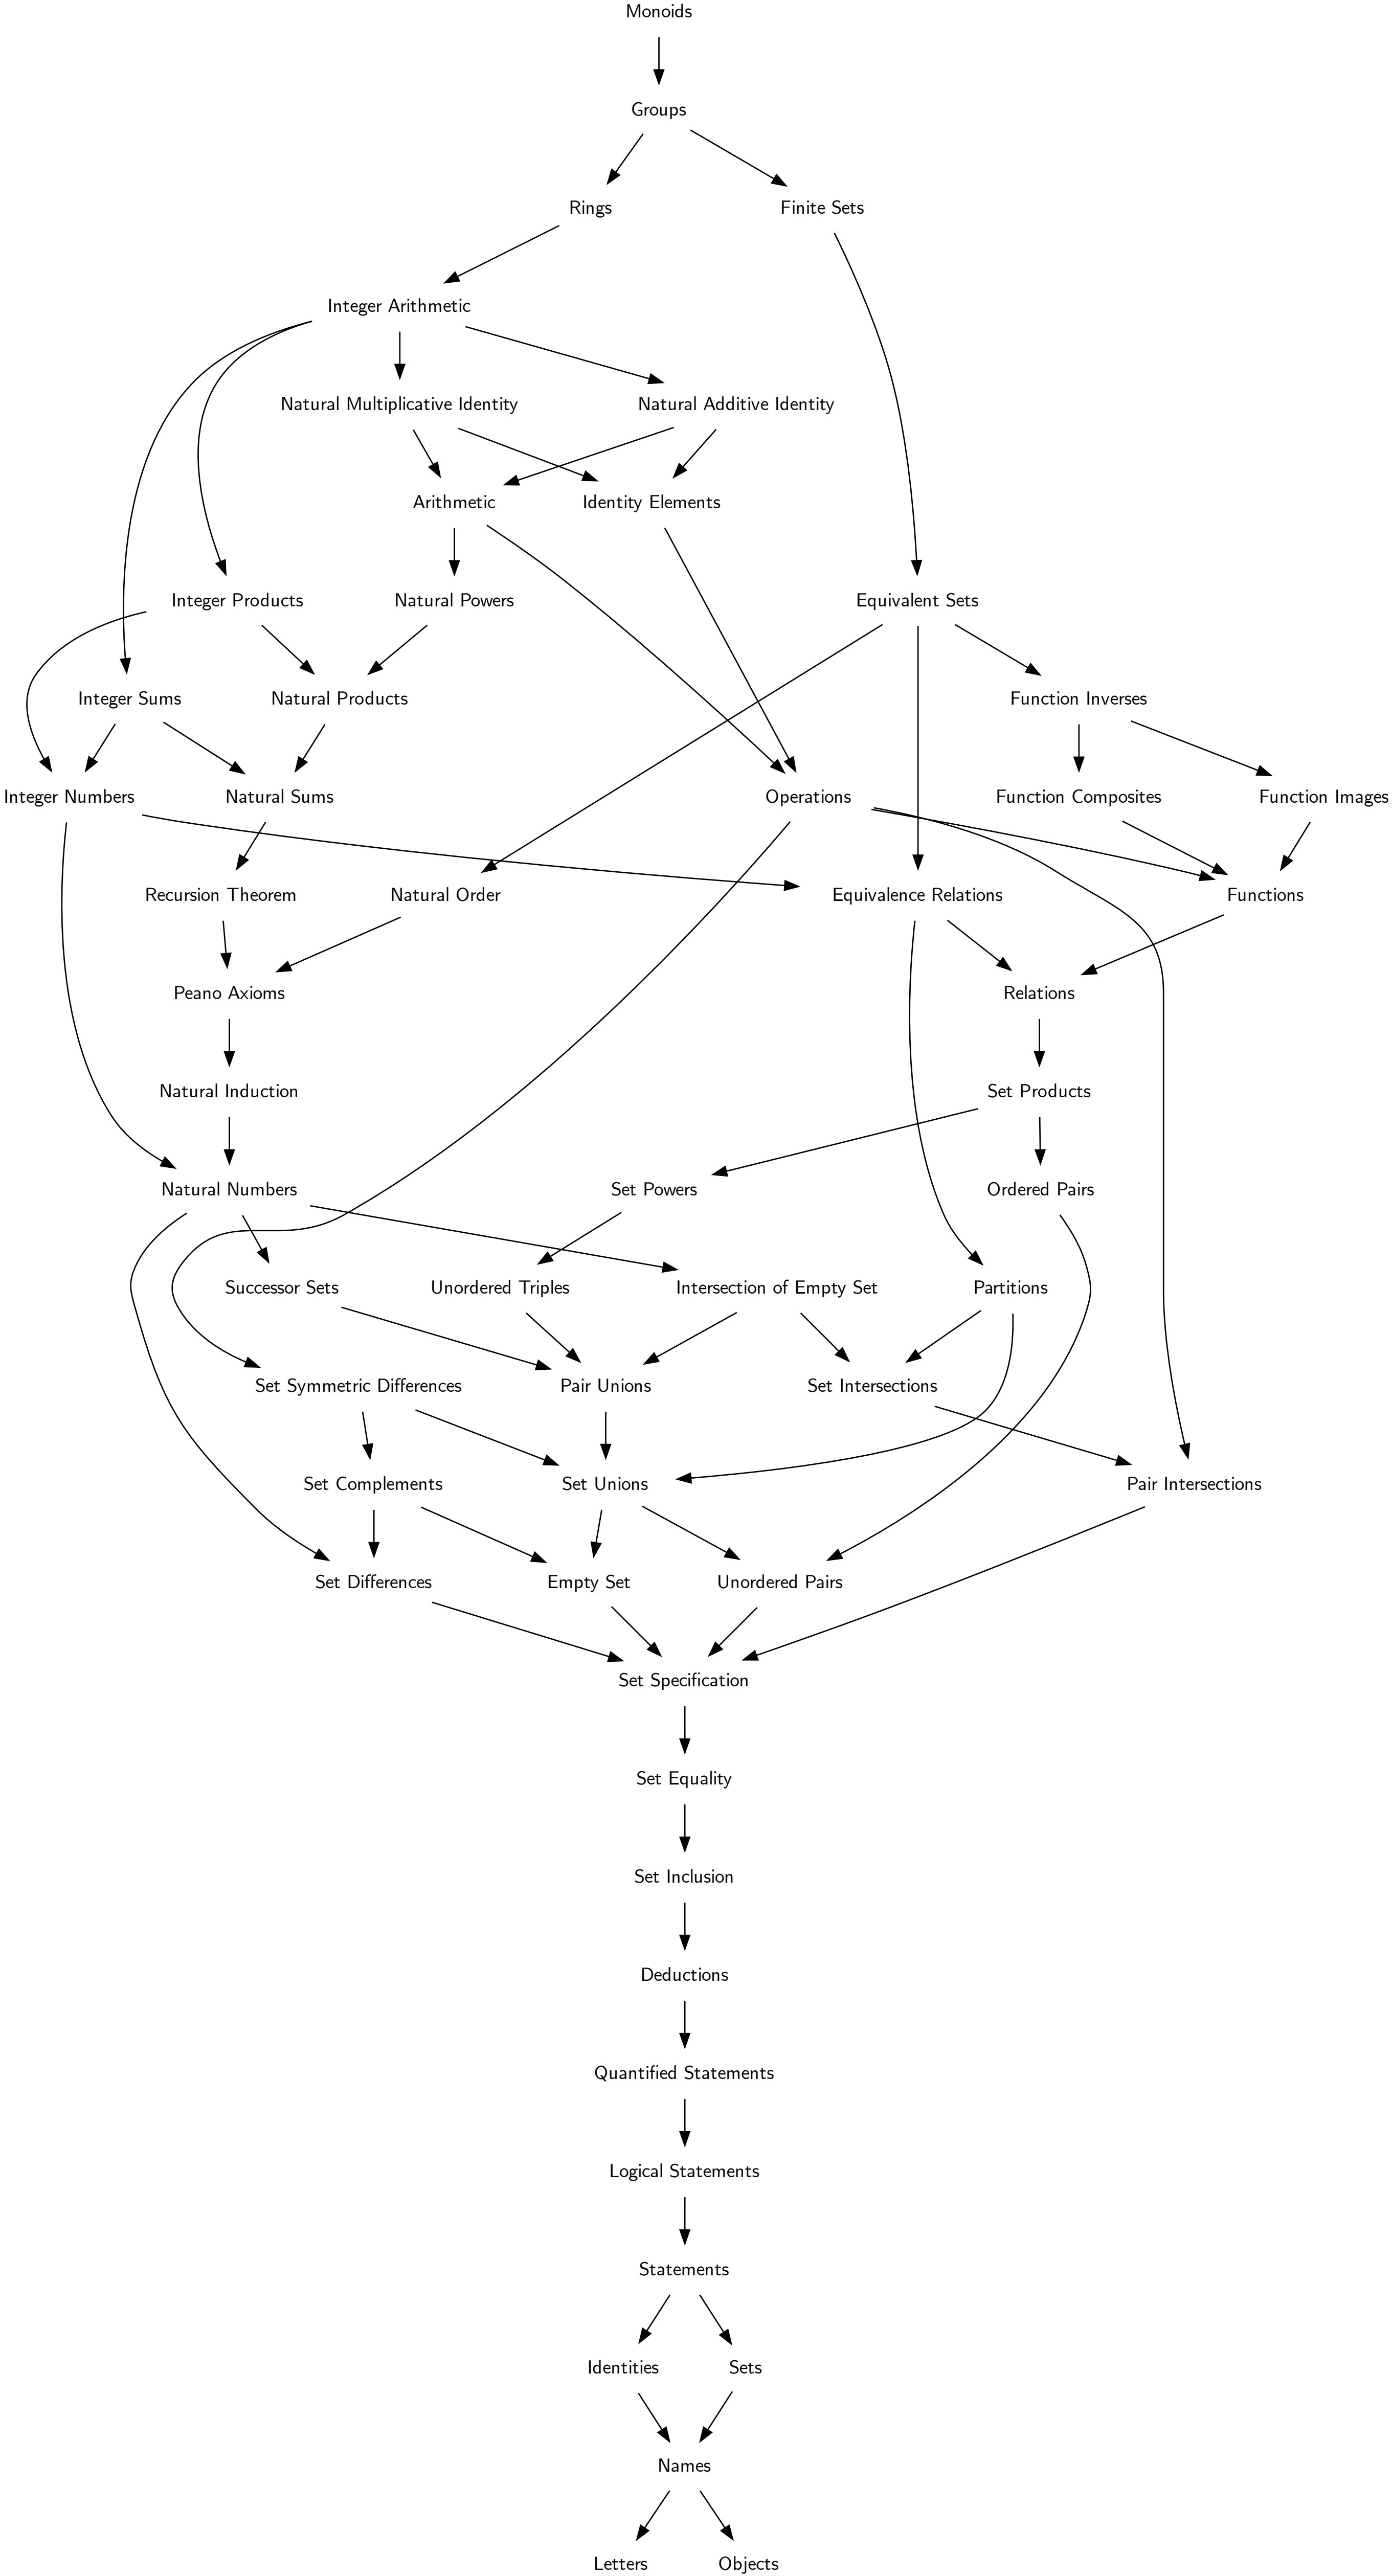 Monoids
Groups
Rings
Finite Sets
Integer Arithmetic
Natural Multiplicative Identity
Natural Additive Identity
Arithmetic
Identity Elements
Integer Products
Natural Powers
Equivalent Sets
Integer Sums
Natural Products
Function Inverses
Integer Numbers
Natural Sums
Operations
Function Composites
Function Images
Recursion Theorem
Natural Order
Equivalence Relations
Functions
Peano Axioms
Relations
Natural Induction
Set Products
Natural Numbers
Set Powers
Ordered Pairs
Successor Sets
Unordered Triples
Intersection of Empty Set
Partitions
Set Symmetric Differences
Pair Unions
Set Intersections
Set Complements
Set Unions
Pair Intersections
Set Differences
Empty Set
Unordered Pairs
Set Specification
Set Equality
Set Inclusion
Deductions
Quantified Statements
Logical Statements
Statements
Identities
Sets
Names
Letters
Objects